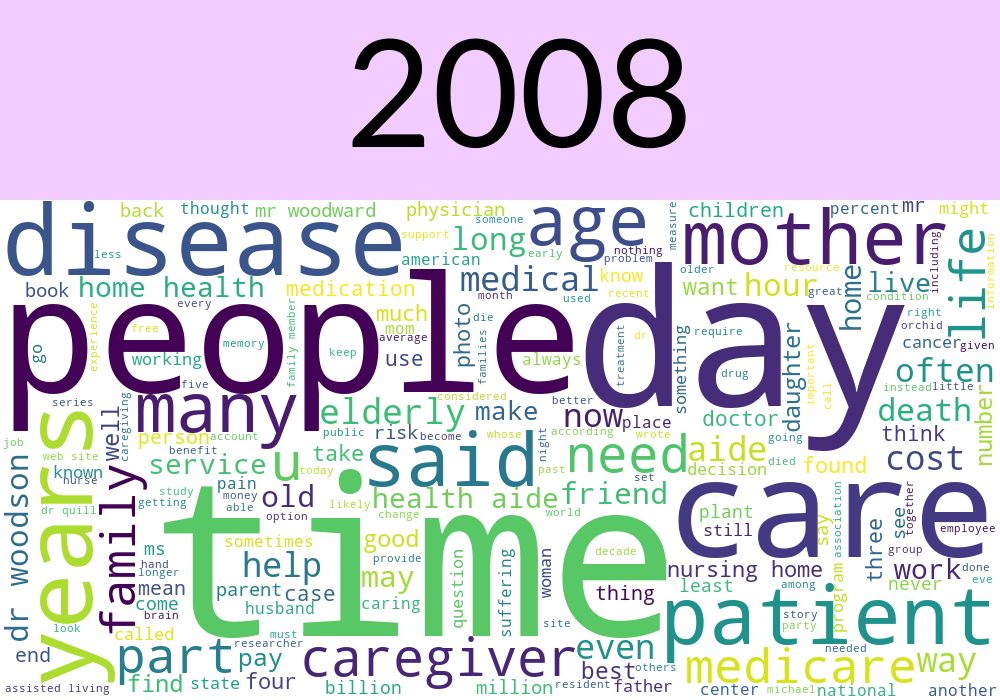 2008
disease
back
thought
mr woodward
physician
someone
age
nothing
measure
children
percent
mr
might
less
support
long
early
problem
mother
including
information
american
life
book
home health
medication
medical
know
older
resource
home
live
want
hour
great
condition
every
month
used
recent
much
mom
average
photo
die
people
day
go
experience
free
family member
memory
working
keep
use
families
always
treatment
dr
something
require
drug
daughter
important
call
right
orchid
cancer
given
often
instead
little
five
series
well
caregiving
many
considered
elderly
make
better
now
place
doctor
death
number
public
risk
become
whose
night
according
wrote
going
think
job
years
person
account
benefit
web site
known
nurse
service
u
take
today
said
past
need
set
aide
decision
died
found
cost
dr woodson
family
study
getting
pain
money
able
old
option
likely
health aide
change
friend
world
care
plant
still
say
association
three
see
together
group
employee
dr quill
time
sometimes
good
provide
decade
ms
hand
longer
mean
help
may
question
suffering
woman
thing
nursing home
work
done
eve
parent
case
caring
least
among
program
never
come
brain
husband
site
patient
story
party
look
called
must
researcher
needed
end
part
pay
caregiver
even
best
others
medicare
way
assisted living
find
state
four
billion
million
resident
father
center
michael
national
another